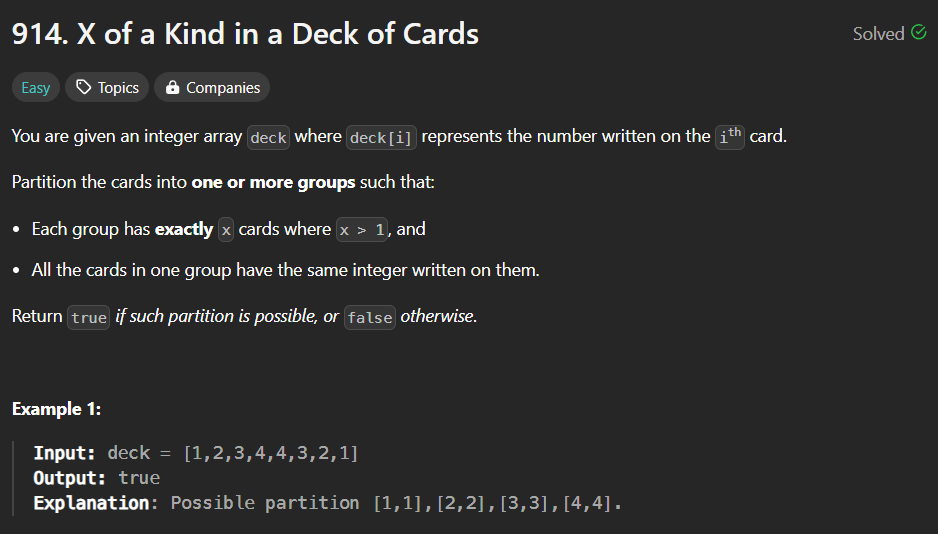 914. X of a Kind in a Deck of Cards
Solved
Easy
Topics
Companies
You are given an integer array deck where deck[i] represents the number written on the ith card.
Partition the cards into one or more groups such that:
• Each group has exactly x cards where x > 1, and
• All the cards in one group have the same integer written on them.
Return true if such partition is possible, or false otherwise.
Example 1:
Input: deck = [1,2,3,4,4,3,2,1]
Output: true
Explanation: Possible partition [1,1],[2,2],[3,3],[4,4].